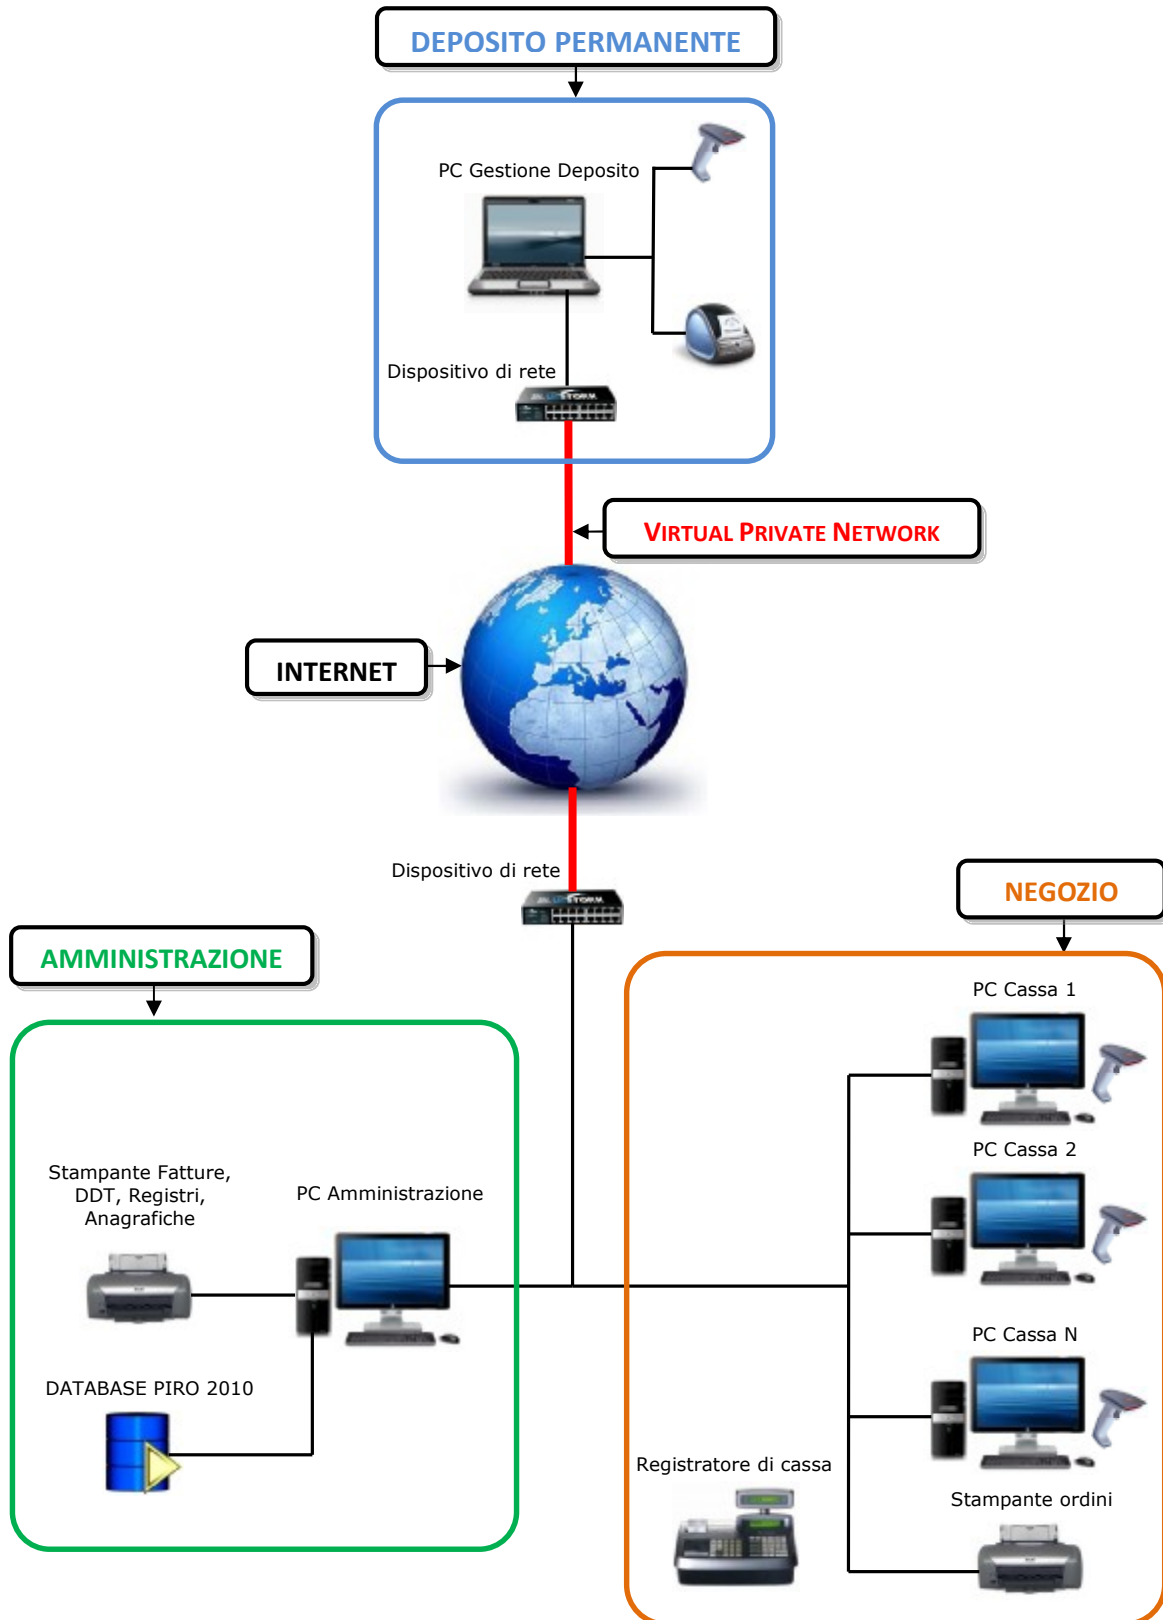 DEPOSITO PERMANENTE
PC Gestione Deposito
Dispositivo di rete
VIRTUAL PRIVATE NETWORK
INTERNET
Dispositivo di rete
NEGOZIO
AMMINISTRAZIONE
PC Cassa 1
PC Cassa 2
Stampante Fatture,
DDT, Registri,
Anagrafiche
PC Amministrazione
PC Cassa N
DATABASE PIRO 2010
Registratore di cassa
Stampante ordini